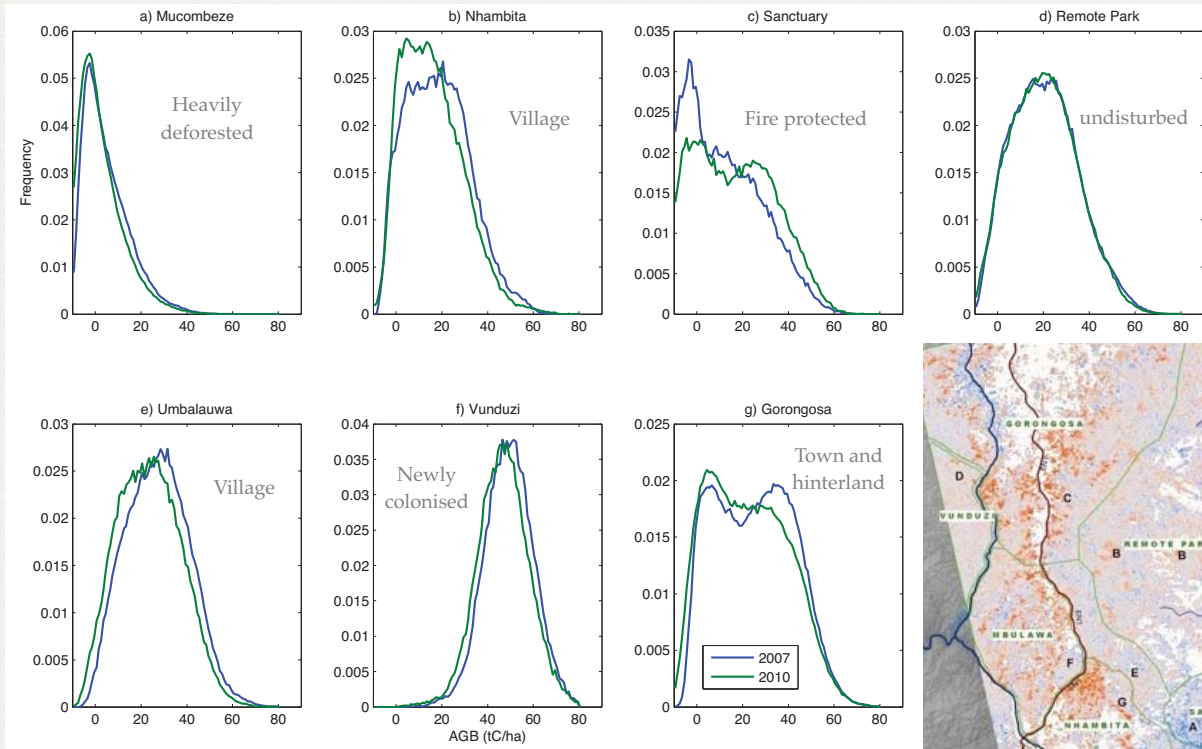 a) Mucombeze
0.06
0.05
0.04
0.03
0.02
0.01
0
0 20 40 60 80
Frequency
Heavily
deforested
b) Nhambita
0.03
0.025
0.02
0.015
0.01
0.005
0
0 20 40 60 80
Village
c) Sanctuary
0.035
0.03
0.025
0.02
0.015
0.01
0.005
0
0 20 40 60 80
Fire protected
d) Remote Park
0.03
0.025
0.02
0.015
0.01
0.005
0
0 20 40 60 80
undisturbed
e) Umbalauwa
0.03
0.025
0.02
0.015
0.01
0.005
0
0 20 40 60 80
Village
f) Vunduzi
0.04
0.035
0.03
0.025
0.02
0.015
0.01
0.005
0
0 20 40 60 80
Newly
colonised
AGB (tC/ha)
g) Gorongosa
0.025
0.02
0.015
0.01
0.005
0
0 20 40 60 80
Town and
hinterland
2007
2010
GORONGOSA
D
C
VUNDUZ
B
REMOTE PAR
B
MBULAWA
EN1
F
E
G
SA
NHAMBITA
A